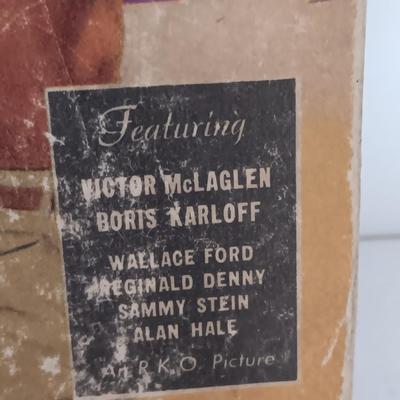 Featuring
VICTOR McLAGLEN
BORIS KARLOFF
WALLACE FORD
REGINALD DENNY
SAMMY STEIN
ALAN HALE
An R.K.O. Picture